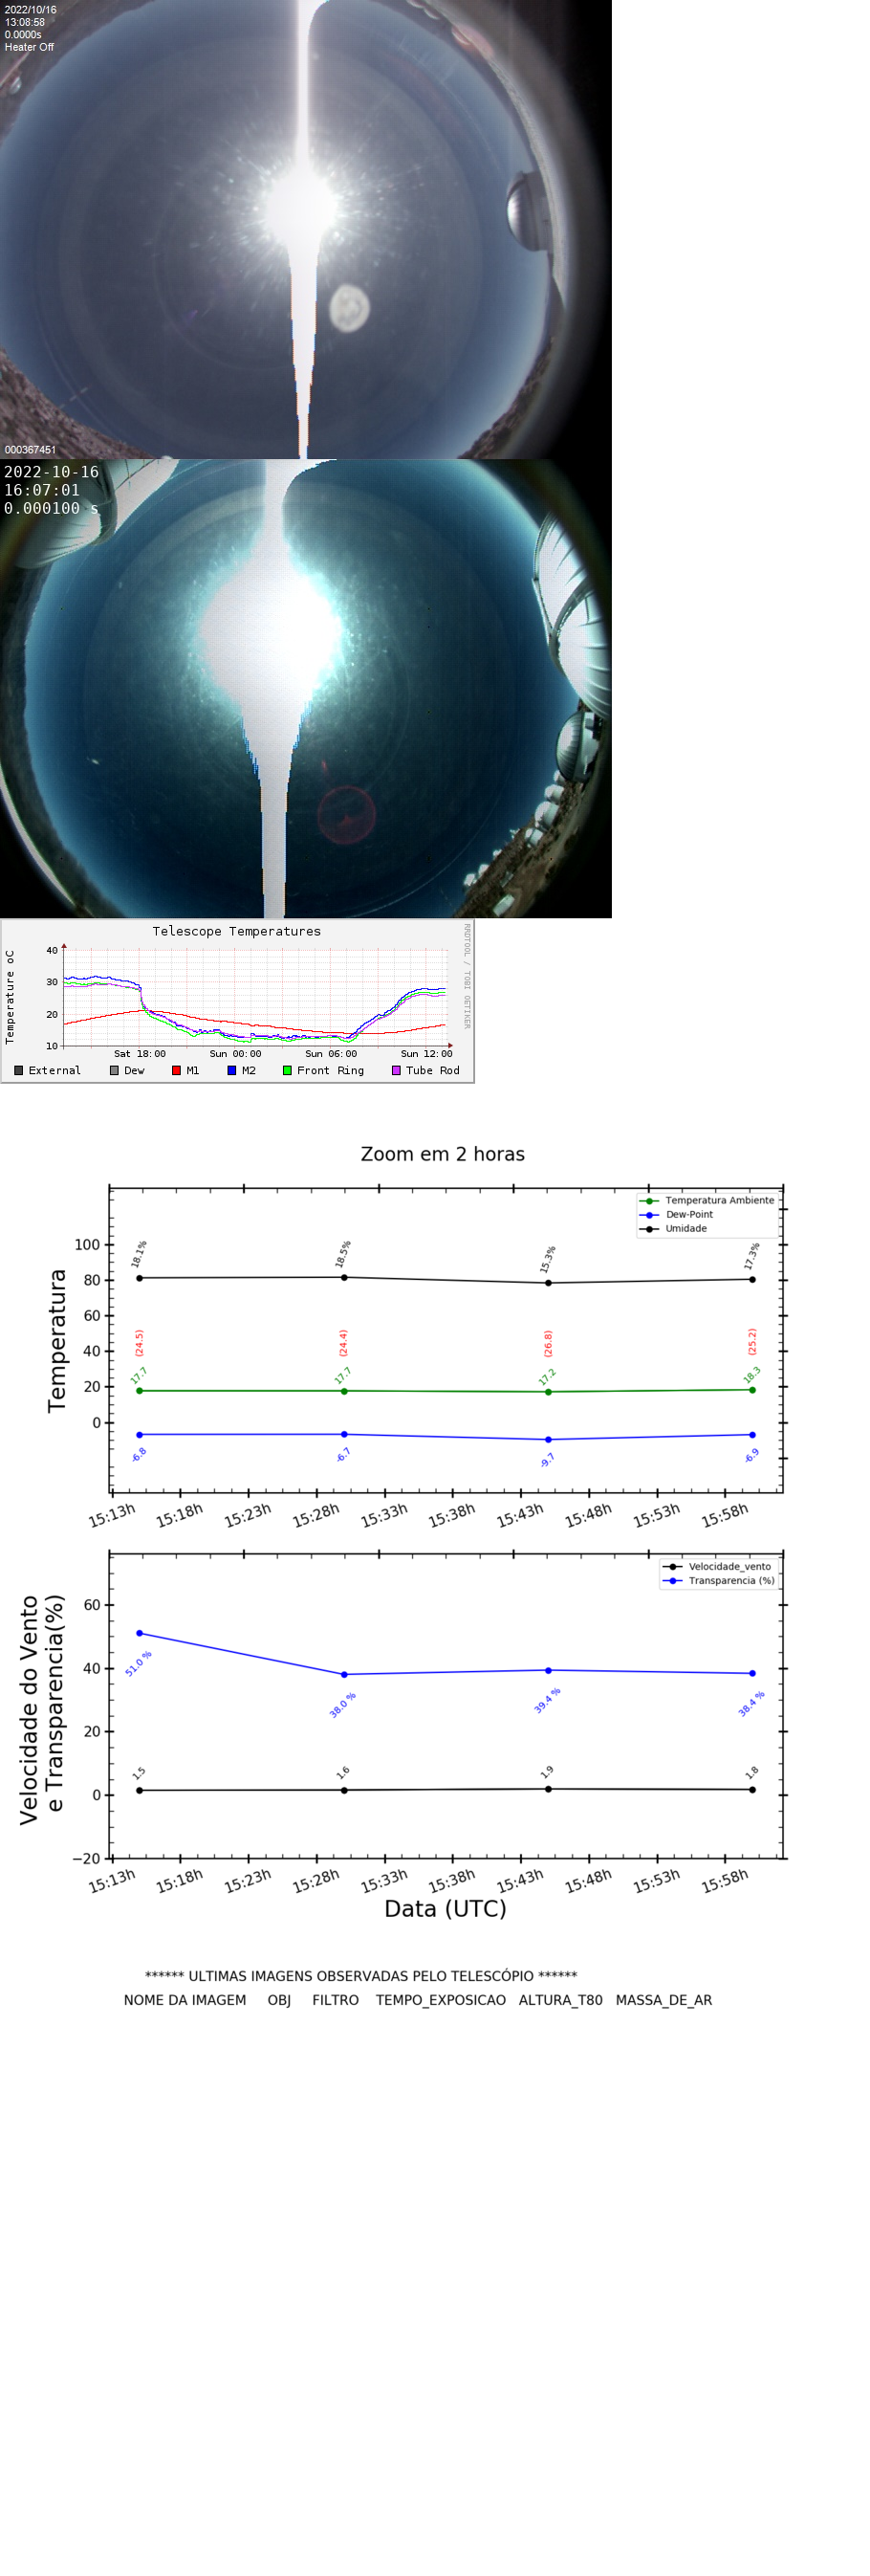 2022/10/16
13:08:58
0.0000s
Heater Off
000367451
2022-10-16
16:07:01
0.000100 s
Telescope Temperatures
RRDTOOL / TOBI OETIKER
Temperature oC
40
30
20
10
Sat 18:00 Sun 00:00 Sun 06:00 Sun 12:00
External Dew M1 M2 Front Ring Tube Rod
Zoom em 2 horas
Temperatura Ambiente
Dew-Point
Umidade
Temperatura
100
80
60
40
20
0
18.1% 18.5% 15.3% 17.3%
(24.5) (24.4) (26.8) (25.2)
17.7 17.7 17.2 18.3
-6.8 -6.7 -9.7 -6.9
15:13h 15:18h 15:23h 15:28h 15:33h 15:38h 15:43h 15:48h 15:53h 15:58h
Velocidade_vento
Transparencia (%)
Velocidade do Vento
e Transparencia(%)
60
40
20
0
−20
51.0 % 38.0 % 39.4 % 38.4 %
1.5 1.6 1.9 1.8
15:13h 15:18h 15:23h 15:28h 15:33h 15:38h 15:43h 15:48h 15:53h 15:58h
Data (UTC)
****** ULTIMAS IMAGENS OBSERVADAS PELO TELESCÓPIO ******
NOME DA IMAGEM OBJ FILTRO TEMPO_EXPOSICAO ALTURA_T80 MASSA_DE_AR